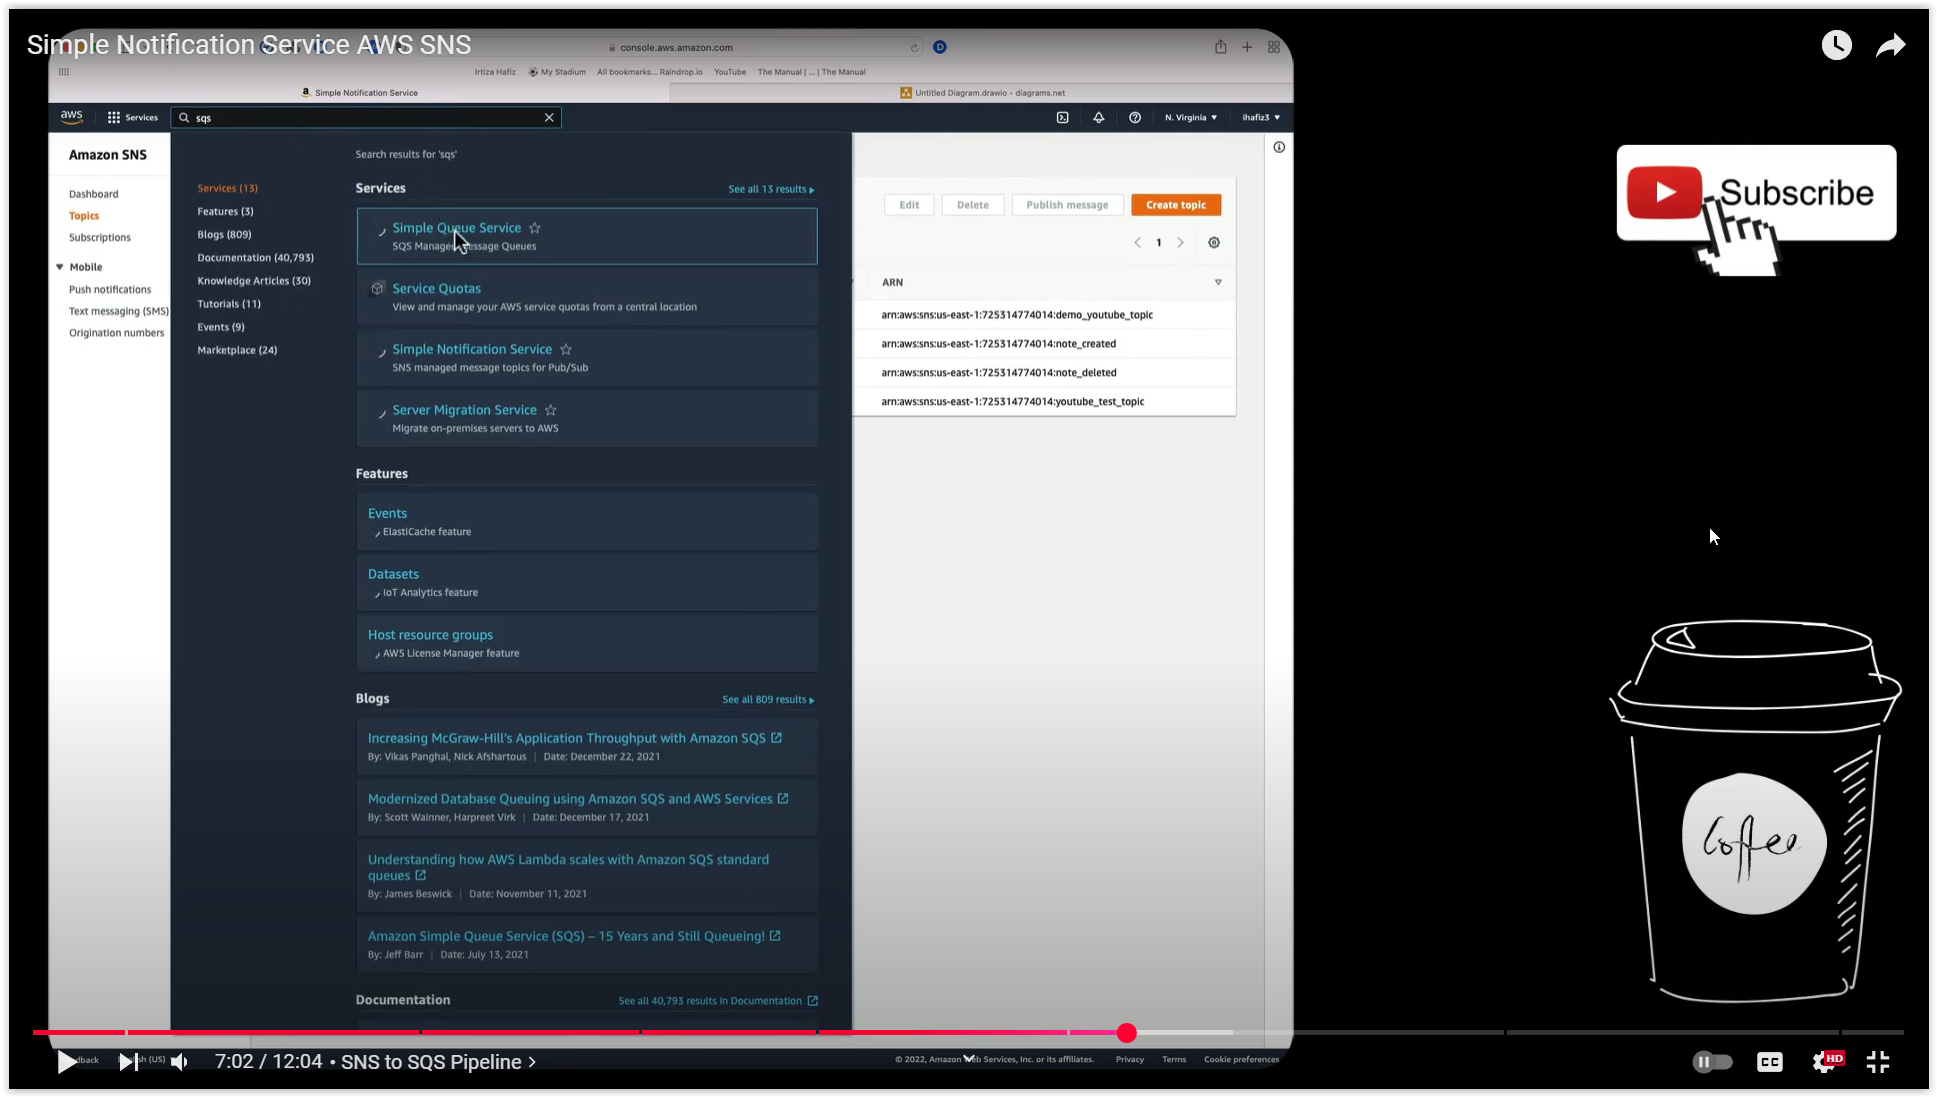 Simple Notification Service AWS SNS
console.aws.amazon.com
D
Irtiza Hafiz
My Stadium
All bookmarks... Raindrop.io
YouTube
The Manual | ... | The Manual
Simple Notification Service
Untitled Diagram.drawio - diagrams.net
aws
Services
sqs
N. Virginia
ihafiz3
Amazon SNS
Dashboard
Topics
Subscriptions
Mobile
Push notifications
Text messaging (SMS)
Origination numbers
Search results for 'sqs'
Services (13)
Features (3)
Blogs (809)
Documentation (40,793)
Knowledge Articles (30)
Tutorials (11)
Events (9)
Marketplace (24)
Services
See all 13 results
Simple Queue Service
SQS Managed Message Queues
Service Quotas
View and manage your AWS service quotas from a central location
Simple Notification Service
SNS managed message topics for Pub/Sub
Server Migration Service
Migrate on-premises servers to AWS
Features
Events
ElastiCache feature
Datasets
IoT Analytics feature
Host resource groups
AWS License Manager feature
Blogs
See all 809 results
Increasing McGraw-Hill's Application Throughput with Amazon SQS
By: Vikas Panghal, Nick Afshartous | Date: December 22, 2021
Modernized Database Queuing using Amazon SQS and AWS Services
By: Scott Wainner, Harpreet Virk | Date: December 17, 2021
Understanding how AWS Lambda scales with Amazon SQS standard
queues
By: James Beswick | Date: November 11, 2021
Amazon Simple Queue Service (SQS) – 15 Years and Still Queueing!
By: Jeff Barr | Date: July 13, 2021
Documentation
See all 40,793 results in Documentation
Edit
Delete
Publish message
Create topic
1
ARN
arn:aws:sns:us-east-1:725314774014:demo_youtube_topic
arn:aws:sns:us-east-1:725314774014:note_created
arn:aws:sns:us-east-1:725314774014:note_deleted
arn:aws:sns:us-east-1:725314774014:youtube_test_topic
Subscribe
Coffee
7:02 / 12:04 • SNS to SQS Pipeline
© 2022, Amazon Web Services, Inc. or its affiliates.
Privacy
Terms
Cookie preferences
CC
HD